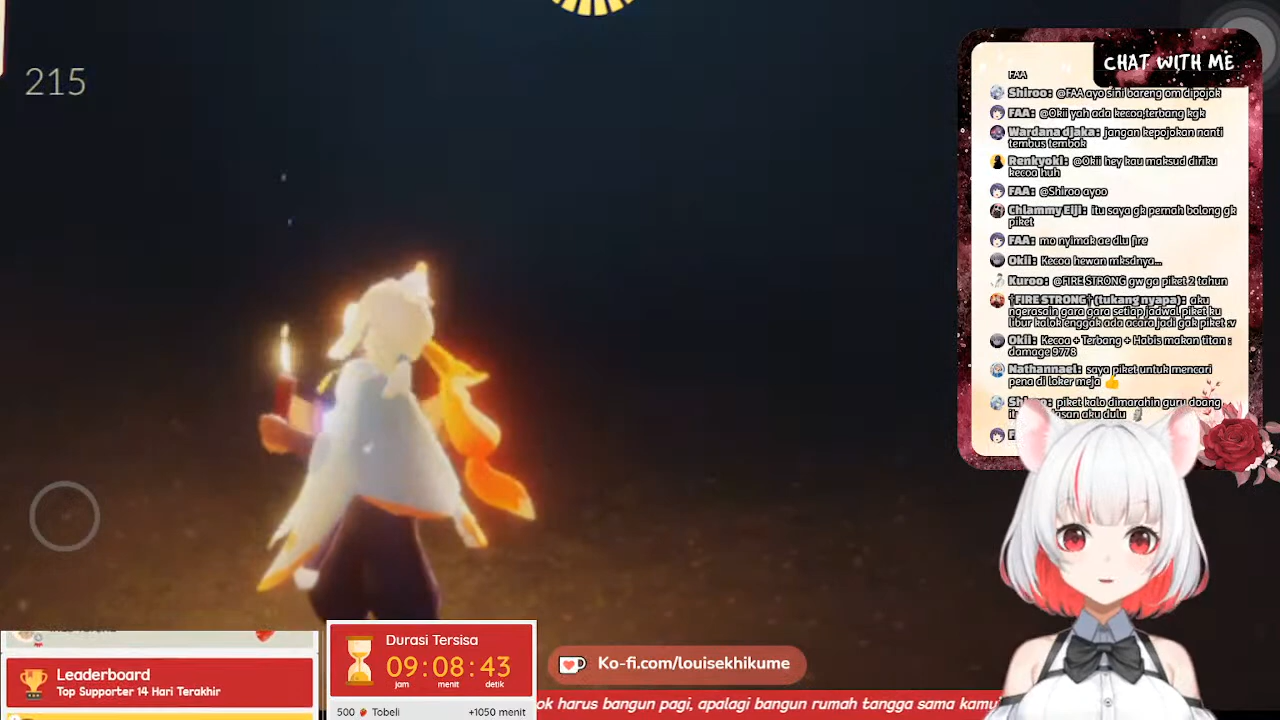 215
CHAT WITH ME
FAA
Shiroo: @FAA ayo sini bareng om dipojok
FAA: @Okii yah ada kecoa,terbang kgk
Wardana djaka: jangan kepojokan nanti
tembus tembok
Renkyoki: @Okii hey kau maksud diriku
kecoa huh
FAA: @Shiroo ayoo
Chlammy Eiji: itu saya gk pernah bolong gk
piket
FAA: mo nyimak ae dlu fire
Okii: Kecoa hewan mksdnya...
Kuroo: @FIRE STRONG gw ga piket 2 tahun
†FIRE STRONG†(tukang nyapa): aku
ngerasain gara gara setiap jadwal piket ku
libur kalok enggak ada acara jadi gak piket :v
Okii: Kecoa + Terbang + Habis makan titan :
damage 9778
Nathannael: saya piket untuk mencari
pena di loker meja 👍
piket kalo dimarahin guru doang
aku dulu
Leaderboard
Top Supporter 14 Hari Terakhir
Durasi Tersisa
09:08:43
jam menit detik
500 Tobeli +1050 menit
Ko-fi.com/louisekhikume
ok harus bangun pagi, apalagi bangun rumah tangga sama kamu